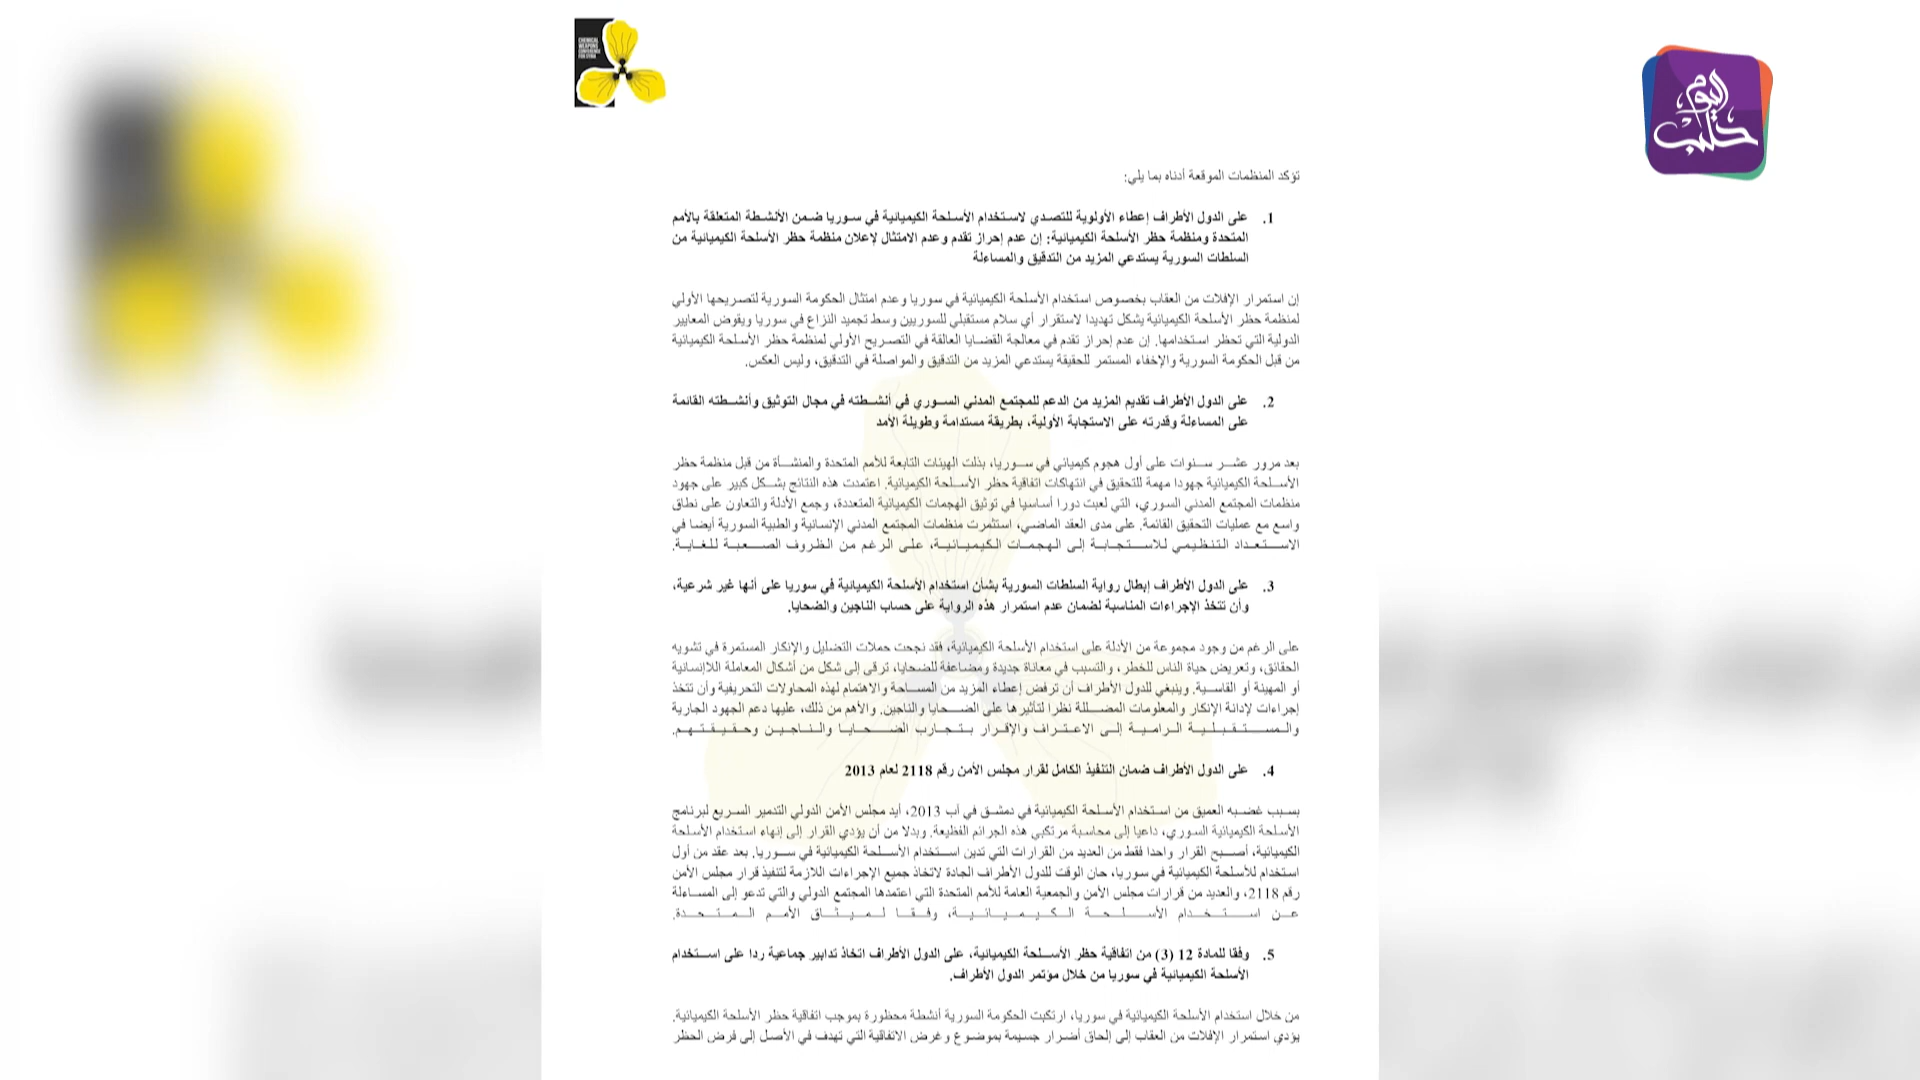 CHEMICAL
WEAPONS
CONFERENCE
FOR SYRIA
حلب
اليوم
تؤكد المنظمات الموقعة أدناه بما يلي:
1. على الدول الأطراف إعطاء الأولوية للتصدي لاستخدام الأسلحة الكيميائية في سوريا ضمن الأنشطة المتعلقة بالأمم
المتحدة ومنظمة حظر الأسلحة الكيميائية: إن عدم إحراز تقدم وعدم الامتثال لإعلان منظمة حظر الأسلحة الكيميائية من
السلطات السورية يستدعي المزيد من التدقيق والمساءلة
إن استمرار الإفلات من العقاب بخصوص استخدام الأسلحة الكيميائية في سوريا وعدم امتثال الحكومة السورية لتصريحها الأولي
لمنظمة حظر الأسلحة الكيميائية يشكل تهديدا لاستقرار أي سلام مستقبلي للسوريين وسط تجميد النزاع في سوريا ويقوض المعايير
الدولية التي تحظر استخدامها. إن عدم إحراز تقدم في معالجة القضايا العالقة في التصريح الأولي لمنظمة حظر الأسلحة الكيميائية
من قبل الحكومة السورية والإخفاء المستمر للحقيقة يستدعي المزيد من التدقيق والمواصلة في التدقيق، وليس العكس.
2. على الدول الأطراف تقديم المزيد من الدعم للمجتمع المدني السوري في أنشطته في مجال التوثيق وأنشطته القائمة
على المساءلة وقدرته على الاستجابة الأولية، بطريقة مستدامة وطويلة الأمد
بعد مرور عشر سنوات على أول هجوم كيميائي في سوريا، بذلت الهيئات التابعة للأمم المتحدة والمنشأة من قبل منظمة حظر
الأسلحة الكيميائية جهودا مهمة للتحقيق في انتهاكات اتفاقية حظر الأسلحة الكيميائية. اعتمدت هذه النتائج بشكل كبير على جهود
منظمات المجتمع المدني السوري، التي لعبت دورا أساسيا في توثيق الهجمات الكيميائية المتعددة، وجمع الأدلة والتعاون على نطاق
واسع مع عمليات التحقيق القائمة. على مدى العقد الماضي، استثمرت منظمات المجتمع المدني الإنسانية والطبية السورية أيضا في
الاستعداد التنظيمي للاستجابة إلى الهجمات الكيميائية، على الرغم من الظروف الصعبة للغاية.
3. على الدول الأطراف إبطال رواية السلطات السورية بشأن استخدام الأسلحة الكيميائية في سوريا على أنها غير شرعية،
وأن تتخذ الإجراءات المناسبة لضمان عدم استمرار هذه الرواية على حساب الناجين والضحايا.
على الرغم من وجود مجموعة من الأدلة على استخدام الأسلحة الكيميائية، فقد نجحت حملات التضليل والإنكار المستمرة في تشويه
الحقائق، وتعريض حياة الناس للخطر، والتسبب في معاناة جديدة ومضاعفة للضحايا، ترقى إلى شكل من أشكال المعاملة اللاإنسانية
أو المهينة أو القاسية. وينبغي للدول الأطراف أن ترفض إعطاء المزيد من المساحة والاهتمام لهذه المحاولات التحريفية وأن تتخذ
إجراءات لإدانة الإنكار والمعلومات المضللة نظرا لتأثيرها على الضحايا والناجين. والأهم من ذلك، عليها دعم الجهود الجارية
والمستقبلية الرامية إلى الاعتراف والإقرار بتجارب الضحايا والناجين وحقيقتهم.
4. على الدول الأطراف ضمان التنفيذ الكامل لقرار مجلس الأمن رقم 2118 لعام 2013
بسبب غضبه العميق من استخدام الأسلحة الكيميائية في دمشق في آب 2013، أيد مجلس الأمن الدولي التدمير السريع لبرنامج
الأسلحة الكيميائية السوري، داعيا إلى محاسبة مرتكبي هذه الجرائم الفظيعة. وبدلا من أن يؤدي القرار إلى إنهاء استخدام الأسلحة
الكيميائية، أصبح القرار واحدا فقط من العديد من القرارات التي تدين استخدام الأسلحة الكيميائية في سوريا. بعد عقد من أول
استخدام للأسلحة الكيميائية في سوريا، حان الوقت للدول الأطراف الجادة لاتخاذ جميع الإجراءات اللازمة لتنفيذ قرار مجلس الأمن
رقم 2118، والعديد من قرارات مجلس الأمن والجمعية العامة للأمم المتحدة التي اعتمدها المجتمع الدولي والتي تدعو إلى المساءلة
عن استخدام الأسلحة الكيميائية، وفقا لميثاق الأمم المتحدة.
5. وفقا للمادة 12 (3) من اتفاقية حظر الأسلحة الكيميائية، على الدول الأطراف اتخاذ تدابير جماعية ردا على استخدام
الأسلحة الكيميائية في سوريا من خلال مؤتمر الدول الأطراف.
من خلال استخدام الأسلحة الكيميائية في سوريا، ارتكبت الحكومة السورية أنشطة محظورة بموجب اتفاقية حظر الأسلحة الكيميائية.
يؤدي استمرار الإفلات من العقاب إلى إلحاق أضرار جسيمة بموضوع وغرض الاتفاقية التي تهدف في الأصل إلى فرض الحظر